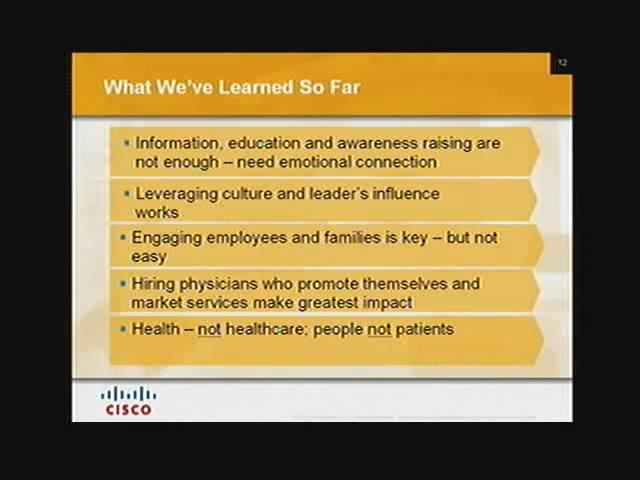 12
What We've Learned So Far
▪ Information, education and awareness raising are
not enough – need emotional connection
▪ Leveraging culture and leader's influence
works
▪ Engaging employees and families is key – but not
easy
▪ Hiring physicians who promote themselves and
market services make greatest impact
▪ Health – not healthcare; people not patients
CISCO